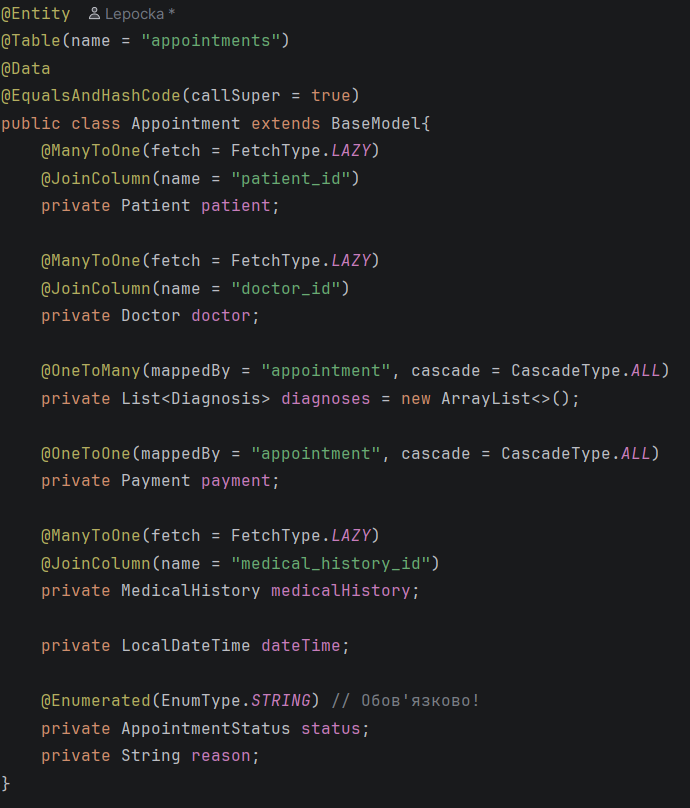 @Entity Lepocka *
@Table(name = "appointments")
@Data
@EqualsAndHashCode(callSuper = true)
public class Appointment extends BaseModel{
    @ManyToOne(fetch = FetchType.LAZY)
    @JoinColumn(name = "patient_id")
    private Patient patient;

    @ManyToOne(fetch = FetchType.LAZY)
    @JoinColumn(name = "doctor_id")
    private Doctor doctor;

    @OneToMany(mappedBy = "appointment", cascade = CascadeType.ALL)
    private List<Diagnosis> diagnoses = new ArrayList<>();

    @OneToOne(mappedBy = "appointment", cascade = CascadeType.ALL)
    private Payment payment;

    @ManyToOne(fetch = FetchType.LAZY)
    @JoinColumn(name = "medical_history_id")
    private MedicalHistory medicalHistory;

    private LocalDateTime dateTime;

    @Enumerated(EnumType.STRING) // Обов'язково!
    private AppointmentStatus status;
    private String reason;
}